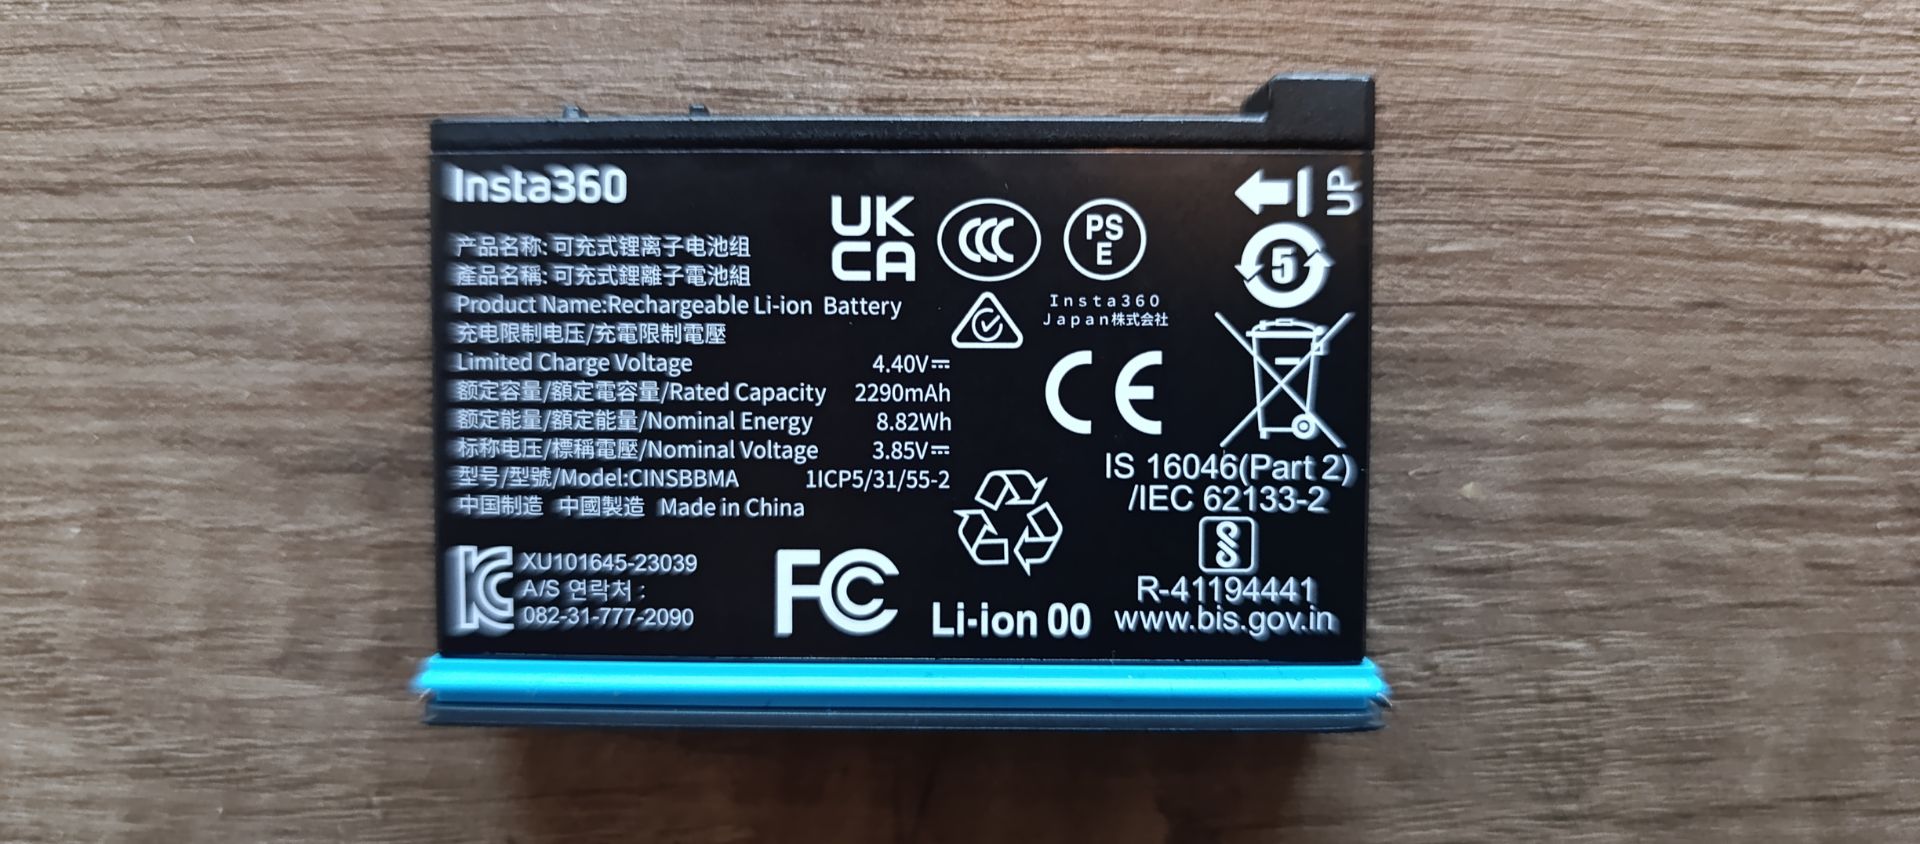 Insta360
产品名称: 可充式锂离子电池组
產品名稱: 可充式鋰離子電池組
Product Name:Rechargeable Li-ion Battery
充电限制电压/充電限制電壓
Limited Charge Voltage 4.40V⎓
额定容量/額定電容量/Rated Capacity 2290mAh
额定能量/額定能量/Nominal Energy 8.82Wh
标称电压/標稱電壓/Nominal Voltage 3.85V⎓
型号/型號/Model:CINSBBMA 1ICP5/31/55-2
中国制造 中國製造 Made in China
XU101645-23039
A/S 연락처 :
082-31-777-2090
FC
UK
CA
CCC
PS
E
Insta360
Japan株式会社
CE
Li-ion 00
UP
5
IS 16046(Part 2)
/IEC 62133-2
R-41194441
www.bis.gov.in